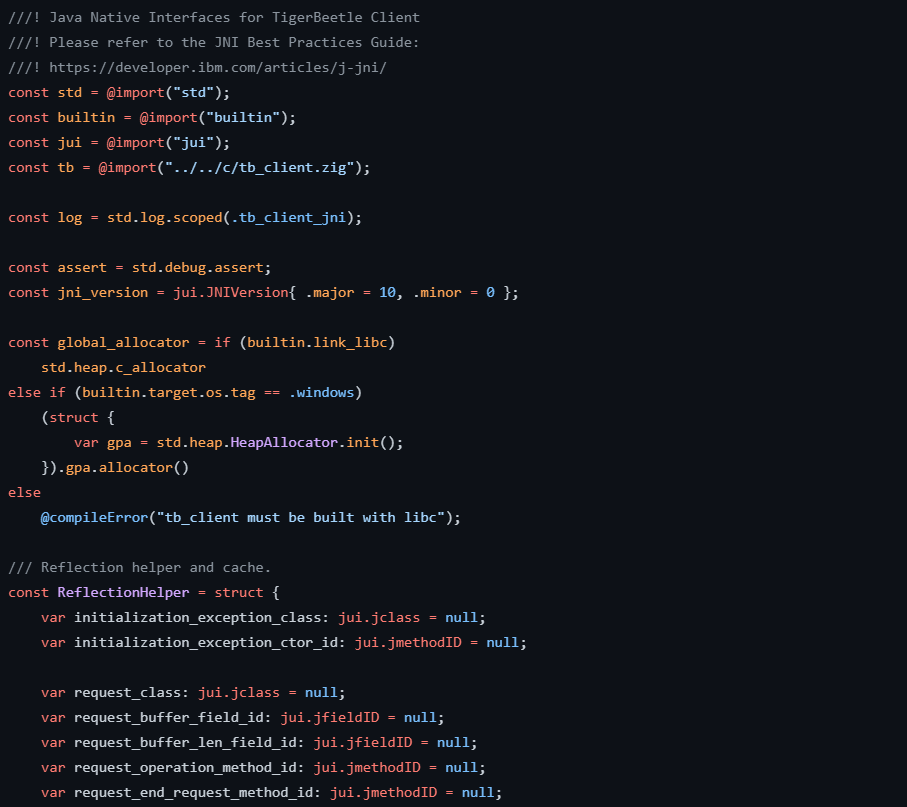 ///! Java Native Interfaces for TigerBeetle Client
///! Please refer to the JNI Best Practices Guide:
///! https://developer.ibm.com/articles/j-jni/
const std = @import("std");
const builtin = @import("builtin");
const jui = @import("jui");
const tb = @import("../../c/tb_client.zig");

const log = std.log.scoped(.tb_client_jni);

const assert = std.debug.assert;
const jni_version = jui.JNIVersion{ .major = 10, .minor = 0 };

const global_allocator = if (builtin.link_libc)
    std.heap.c_allocator
else if (builtin.target.os.tag == .windows)
    (struct {
        var gpa = std.heap.HeapAllocator.init();
    }).gpa.allocator()
else
    @compileError("tb_client must be built with libc");

/// Reflection helper and cache.
const ReflectionHelper = struct {
    var initialization_exception_class: jui.jclass = null;
    var initialization_exception_ctor_id: jui.jmethodID = null;

    var request_class: jui.jclass = null;
    var request_buffer_field_id: jui.jfieldID = null;
    var request_buffer_len_field_id: jui.jfieldID = null;
    var request_operation_method_id: jui.jmethodID = null;
    var request_end_request_method_id: jui.jmethodID = null;